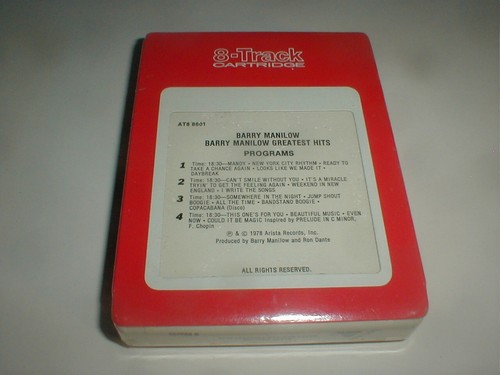 8-Track
CARTRIDGE
AT8 8601
BARRY MANILOW
BARRY MANILOW GREATEST HITS
PROGRAMS
1 Time: 18:30—MANDY • NEW YORK CITY RHYTHM • READY TO
TAKE A CHANCE AGAIN • LOOKS LIKE WE MADE IT •
DAYBREAK
2 Time: 18:30—CAN'T SMILE WITHOUT YOU • IT'S A MIRACLE
TRYIN' TO GET THE FEELING AGAIN • WEEKEND IN NEW
ENGLAND • I WRITE THE SONGS
3 Time: 18:30—SOMEWHERE IN THE NIGHT • JUMP SHOUT
BOOGIE • ALL THE TIME • BANDSTAND BOOGIE •
COPACABANA (Disco)
4 Time: 18:30—THIS ONE'S FOR YOU • BEAUTIFUL MUSIC • EVEN
NOW • COULD IT BE MAGIC Inspired by PRELUDE IN C MINOR,
F. Chopin
℗ & © 1978 Arista Records, Inc.
Produced by Barry Manilow and Ron Dante
ALL RIGHTS RESERVED.